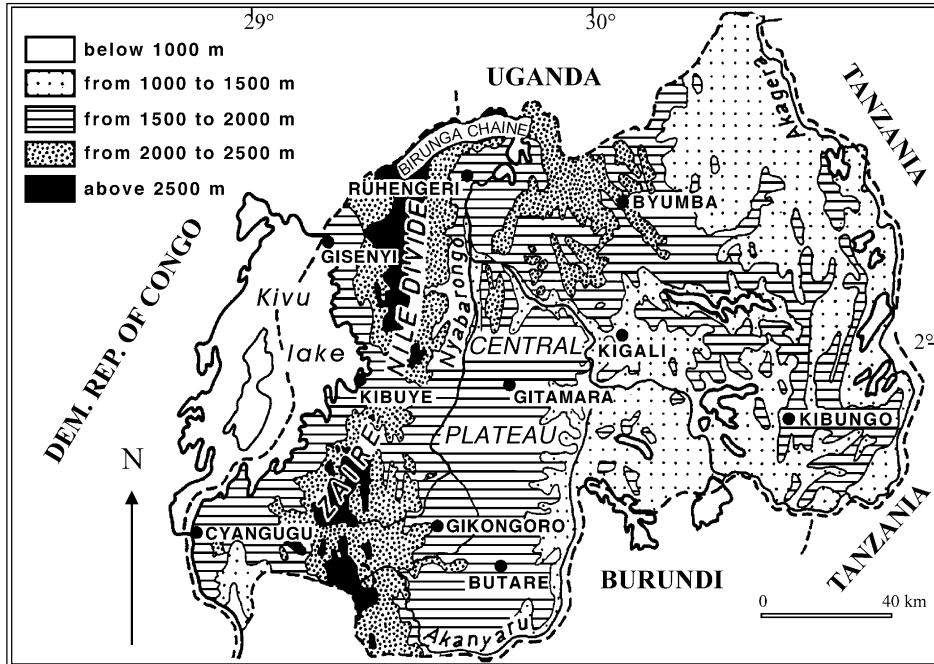 29°
30°
below 1000 m
from 1000 to 1500 m
from 1500 to 2000 m
from 2000 to 2500 m
above 2500 m
UGANDA
TANZANIA
Akagera
BIRUNGA CHAINE
RUHENGERI
BYUMBA
DEM. REP. OF CONGO
GISENYI
NILE DIVIDE
Nyabarongo
Kivu
lake
CENTRAL
KIGALI
2°
KIBUYE
GITAMARA
KIBUNGO
PLATEAU
ZAIRE
N
CYANGUGU
GIKONGORO
BUTARE
BURUNDI
TANZANIA
Akanyaru
0
40 km